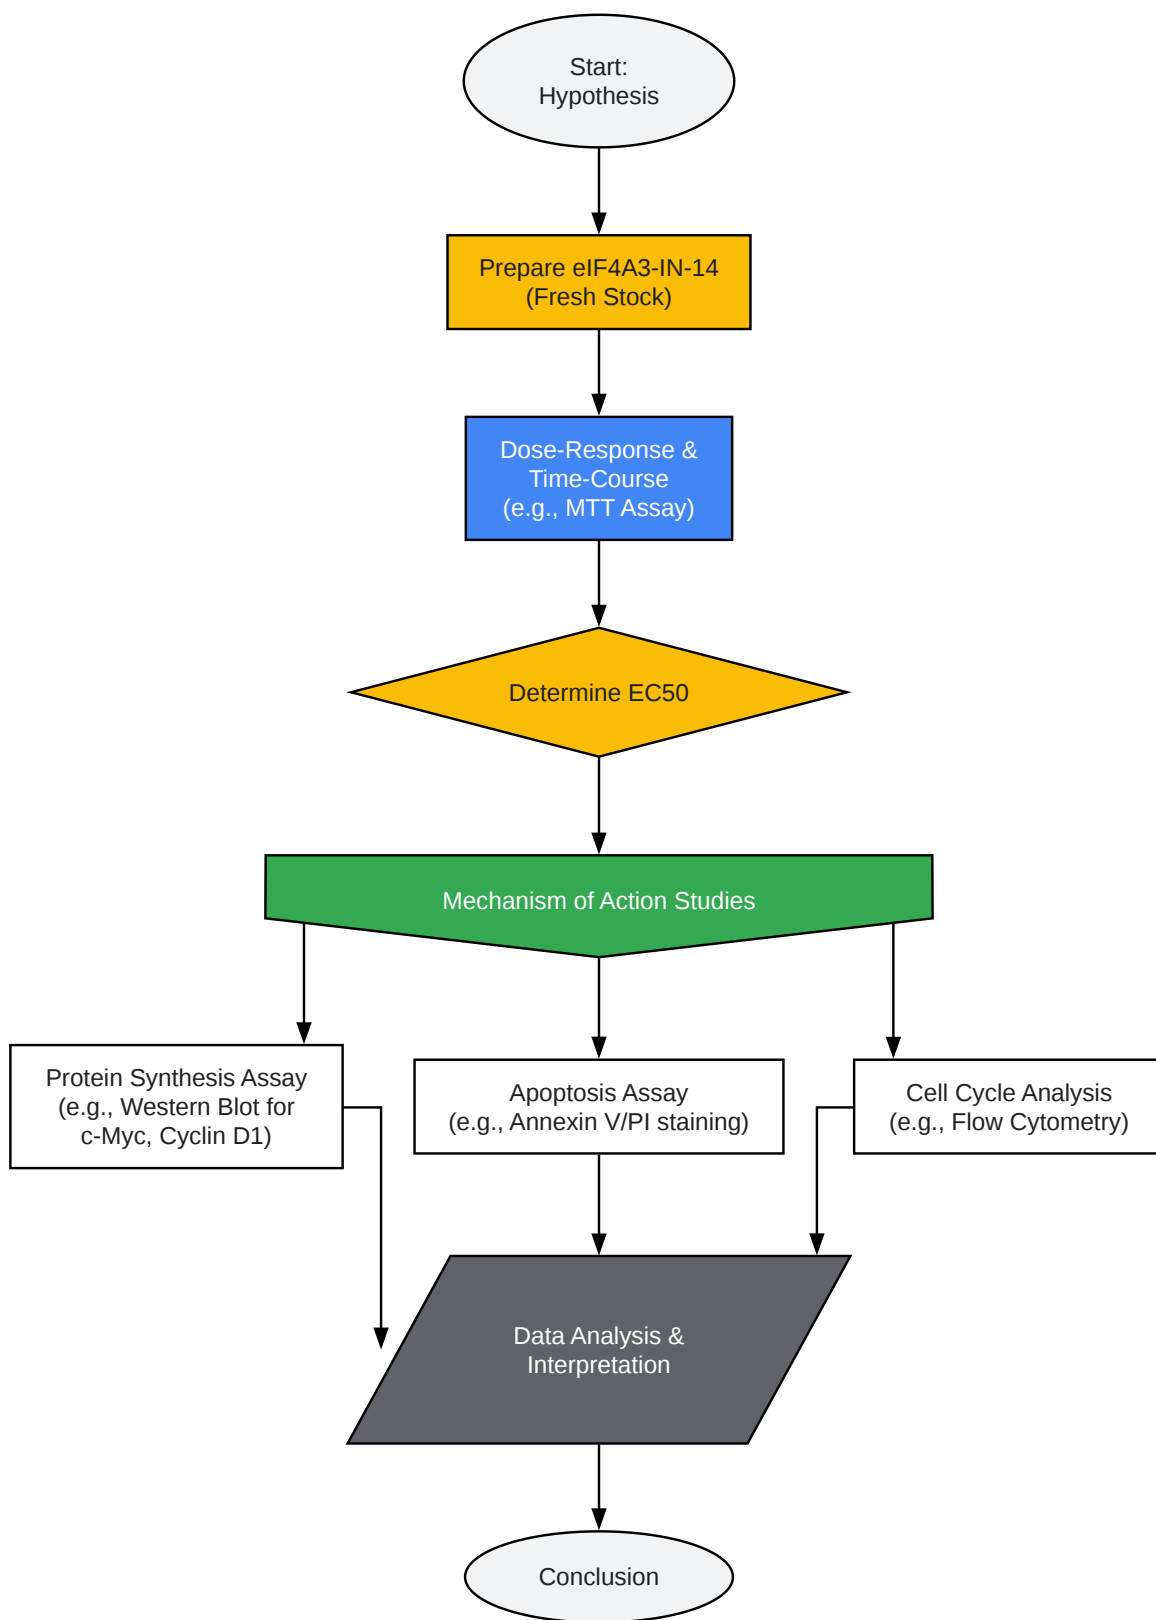 Start:
Hypothesis
Prepare eIF4A3-IN-14
(Fresh Stock)
Dose-Response &
Time-Course
(e.g., MTT Assay)
Determine EC50
Mechanism of Action Studies
Protein Synthesis Assay
(e.g., Western Blot for
c-Myc, Cyclin D1)
Apoptosis Assay
(e.g., Annexin V/PI staining)
Cell Cycle Analysis
(e.g., Flow Cytometry)
Data Analysis &
Interpretation
Conclusion